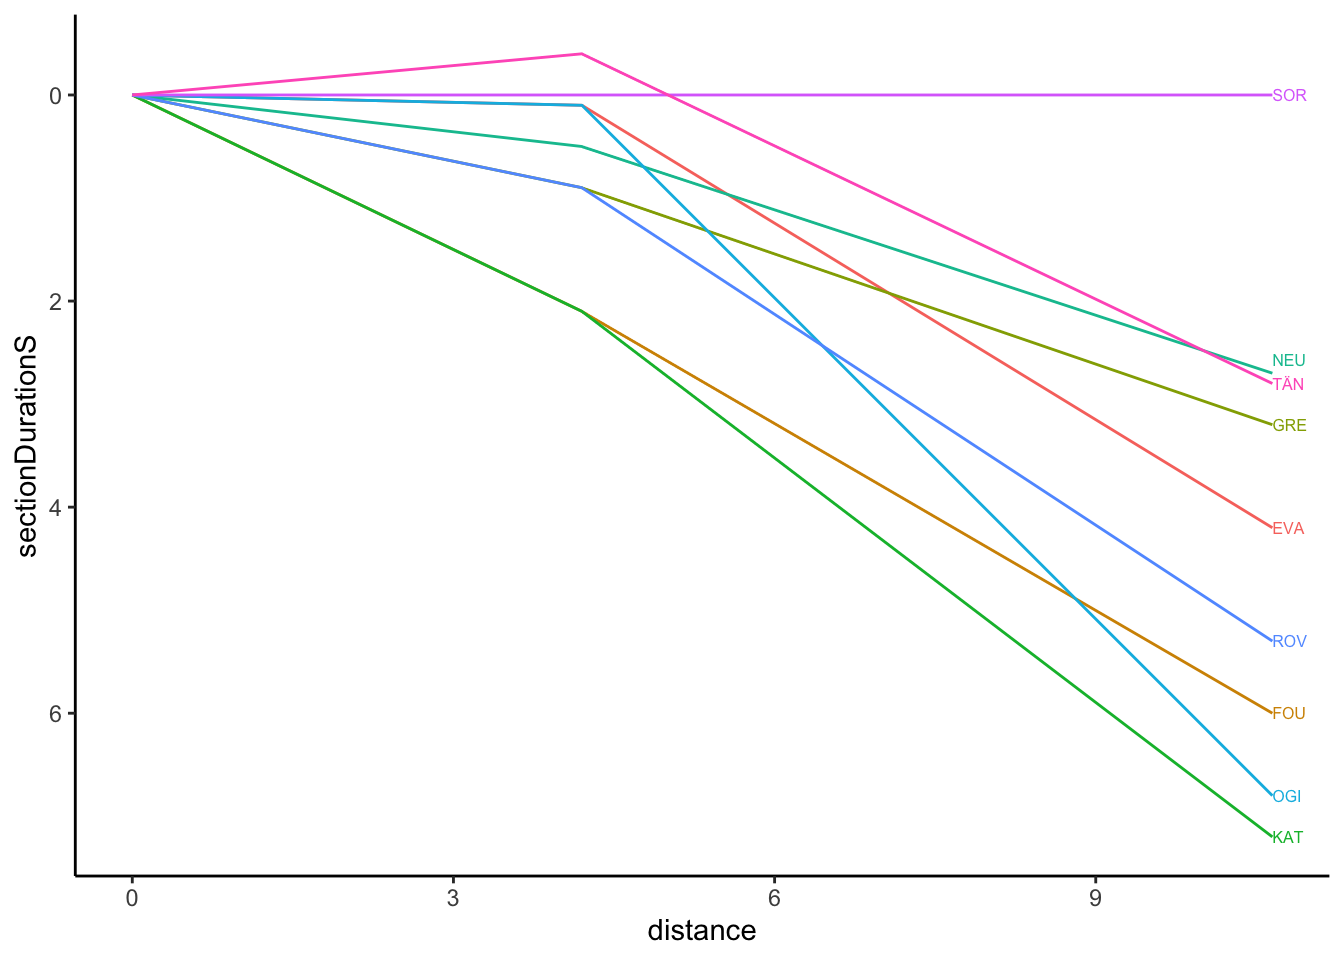 0
2
4
6
sectionDurationS
SOR
NEU
TÄN
GRE
EVA
ROV
FOU
OGI
KAT
0 3 6 9
distance